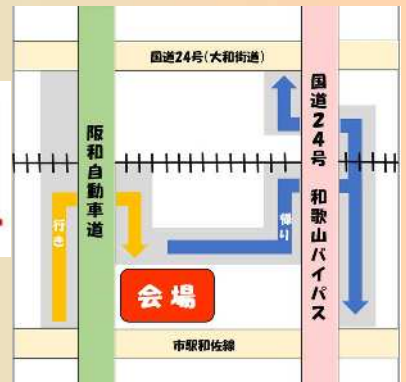 国道24号(大和街道)
阪和自動車道
国道24号 和歌山バイパス
行き
帰り
会場
市駅和佐線